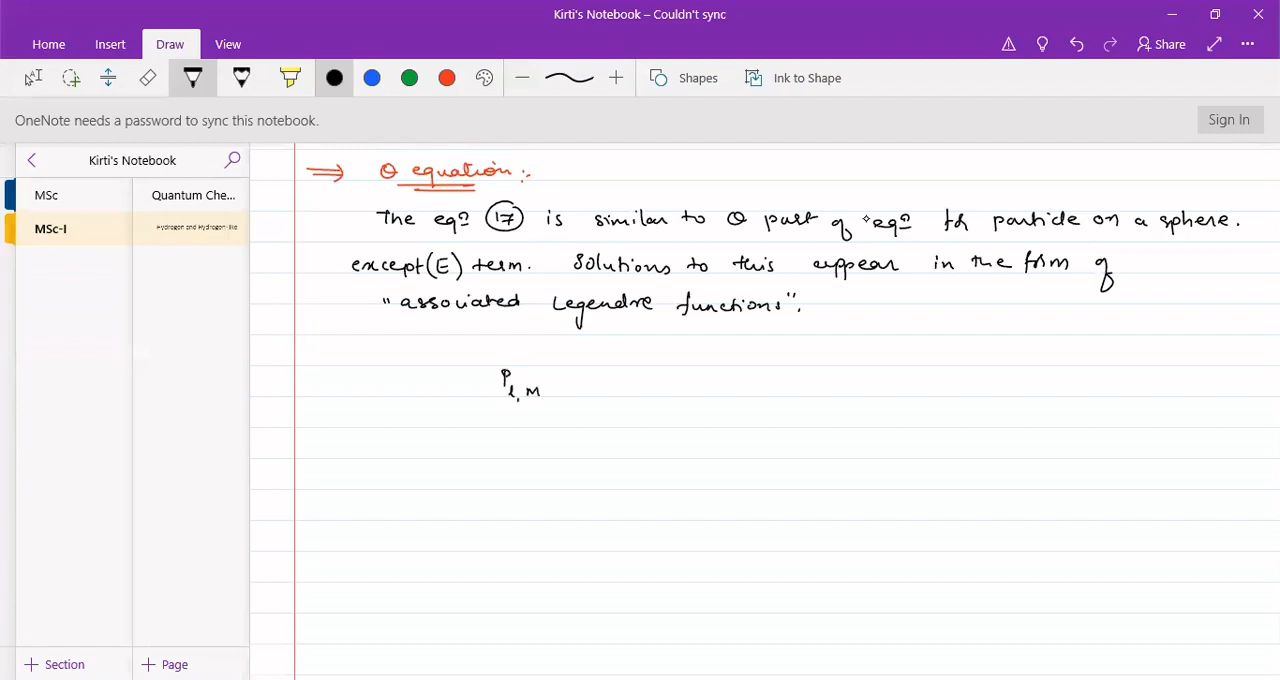 Kirti's Notebook – Couldn't sync
Home Insert Draw View
Share
Shapes Ink to Shape
OneNote needs a password to sync this notebook.
Sign In
Kirti's Notebook
MSc
Quantum Che...
MSc-I
Hydrogen and Hydrogen-like
⇒ θ equation :-
The eqn 17 is similar to θ part of eqn for particle on a sphere.
except (E) term. Solutions to this appear in the form of
"associated Legendre functions".
P l, m
+ Section
+ Page